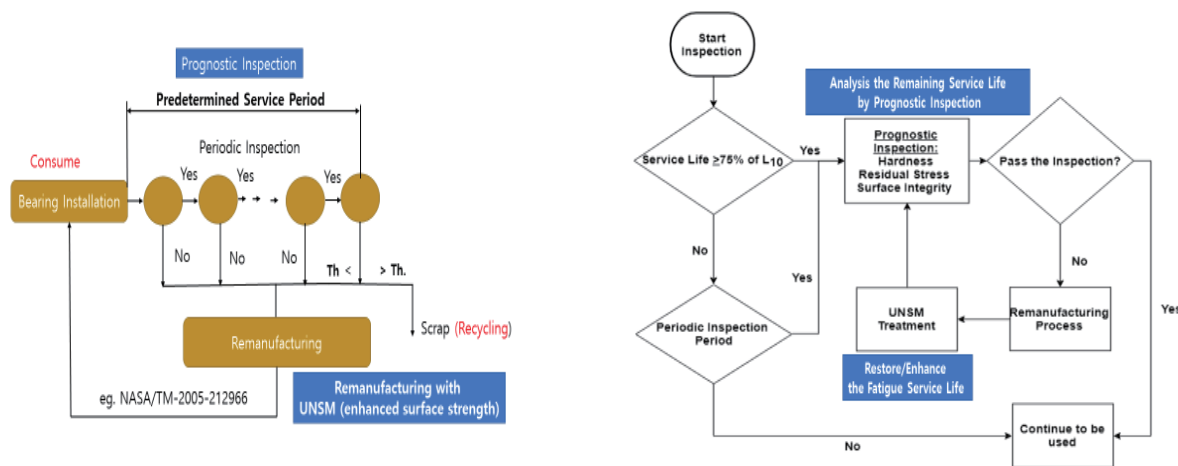 Prognostic Inspection
Predetermined Service Period
Consume
Periodic Inspection
Yes
Yes
Yes
Bearing Installation
No
No
No
Th <
> Th.
Scrap (Recycling)
Remanufacturing
eg. NASA/TM-2005-212966
Remanufacturing with
UNSM (enhanced surface strength)
Start
Inspection
Analysis the Remaining Service Life
by Prognostic Inspection
Service Life ≥75% of L10
Yes
Prognostic
Inspection:
Hardness
Residual Stress
Surface Integrity
Pass the Inspection?
No
Yes
No
Yes
Periodic Inspection
Period
UNSM
Treatment
Remanufacturing
Process
Restore/Enhance
the Fatigue Service Life
No
Continue to be
used